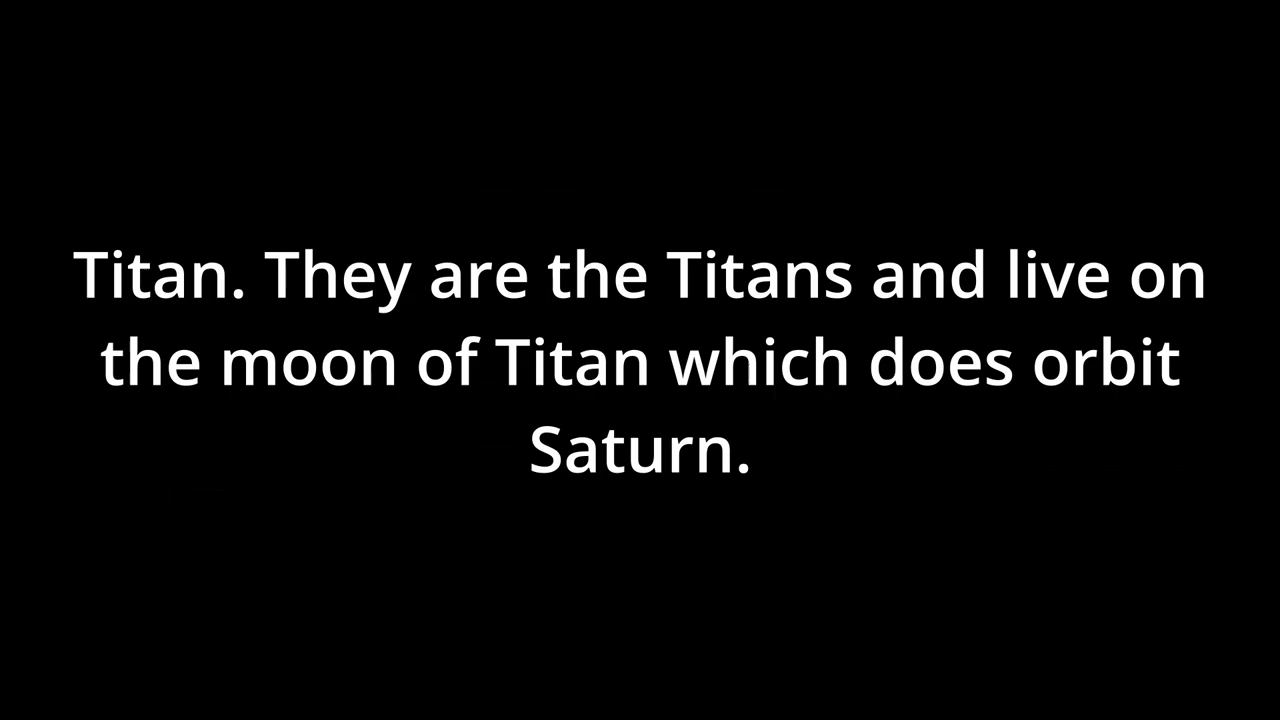 Titan. They are the Titans and live on
the moon of Titan which does orbit
Saturn.